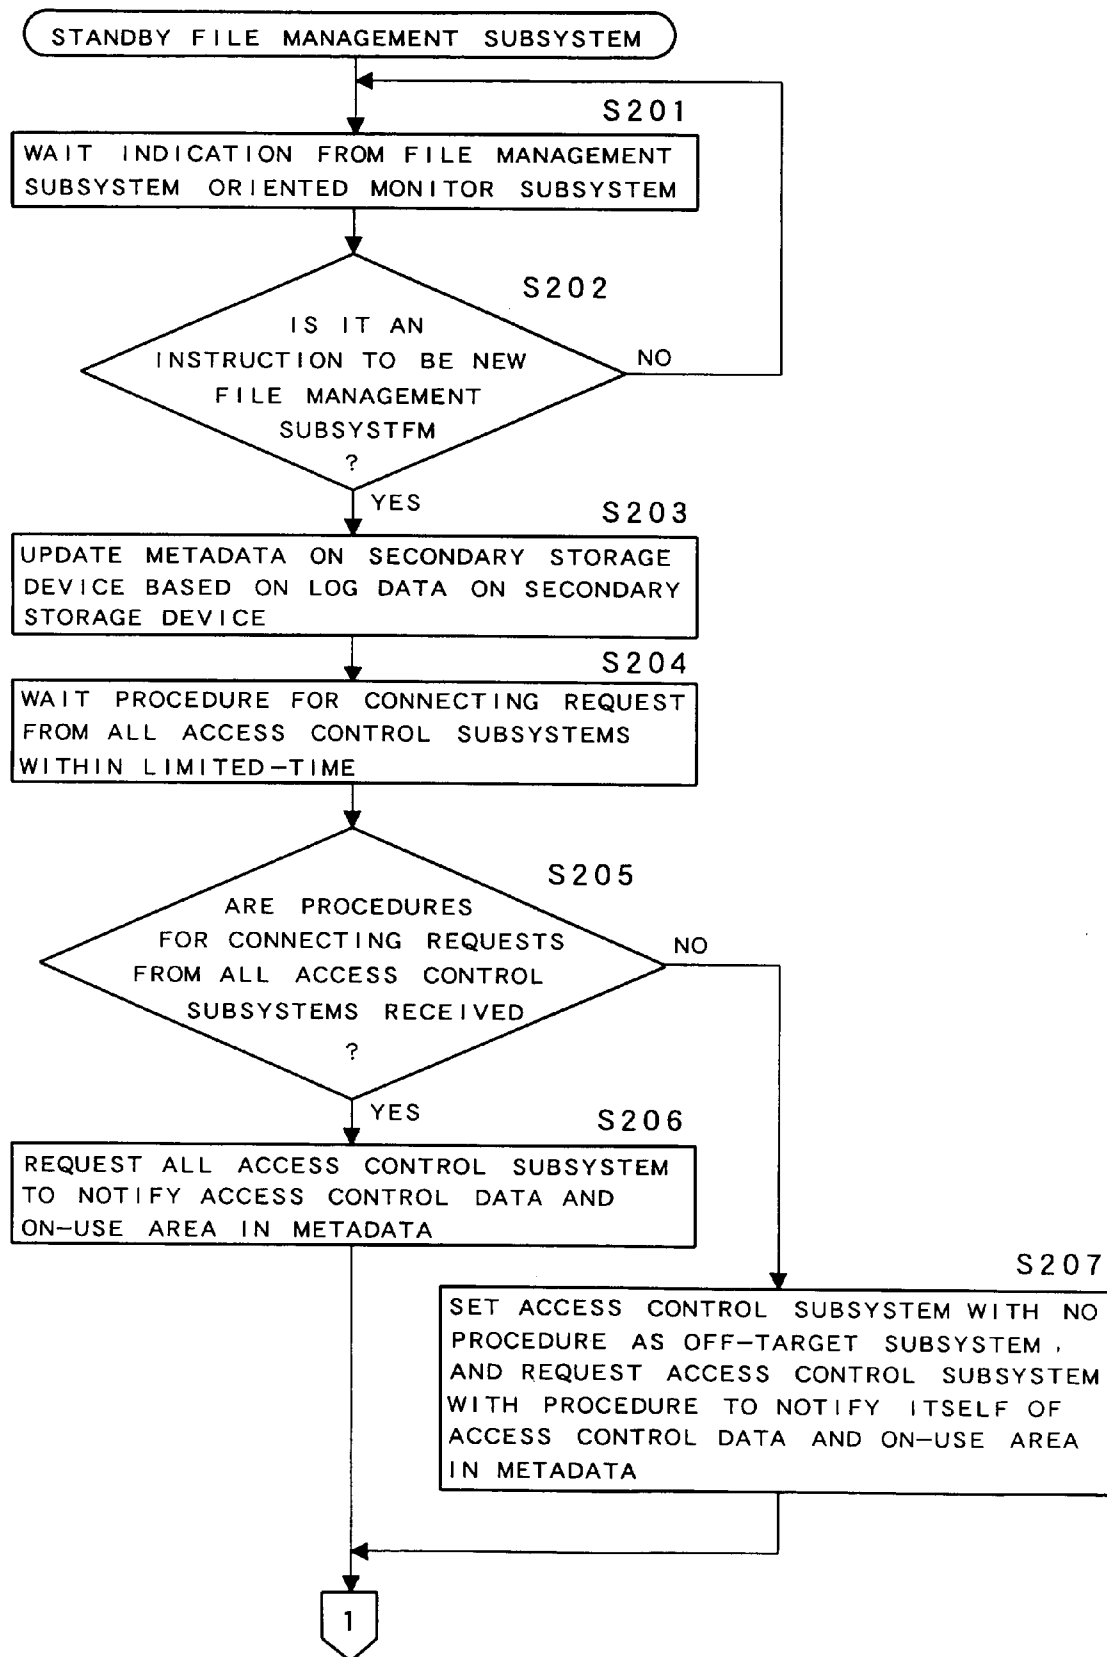 STANDBY FILE MANAGEMENT SUBSYSTEM
S201
WAIT INDICATION FROM FILE MANAGEMENT
SUBSYSTEM ORIENTED MONITOR SUBSYSTEM
S202
IS IT AN
INSTRUCTION TO BE NEW
FILE MANAGEMENT
SUBSYSTFM
?
NO
YES
S203
UPDATE METADATA ON SECONDARY STORAGE
DEVICE BASED ON LOG DATA ON SECONDARY
STORAGE DEVICE
S204
WAIT PROCEDURE FOR CONNECTING REQUEST
FROM ALL ACCESS CONTROL SUBSYSTEMS
WITHIN LIMITED-TIME
S205
ARE PROCEDURES
FOR CONNECTING REQUESTS
FROM ALL ACCESS CONTROL
SUBSYSTEMS RECEIVED
?
NO
YES
S206
REQUEST ALL ACCESS CONTROL SUBSYSTEM
TO NOTIFY ACCESS CONTROL DATA AND
ON-USE AREA IN METADATA
S207
SET ACCESS CONTROL SUBSYSTEM WITH NO
PROCEDURE AS OFF-TARGET SUBSYSTEM,
AND REQUEST ACCESS CONTROL SUBSYSTEM
WITH PROCEDURE TO NOTIFY ITSELF OF
ACCESS CONTROL DATA AND ON-USE AREA
IN METADATA
1